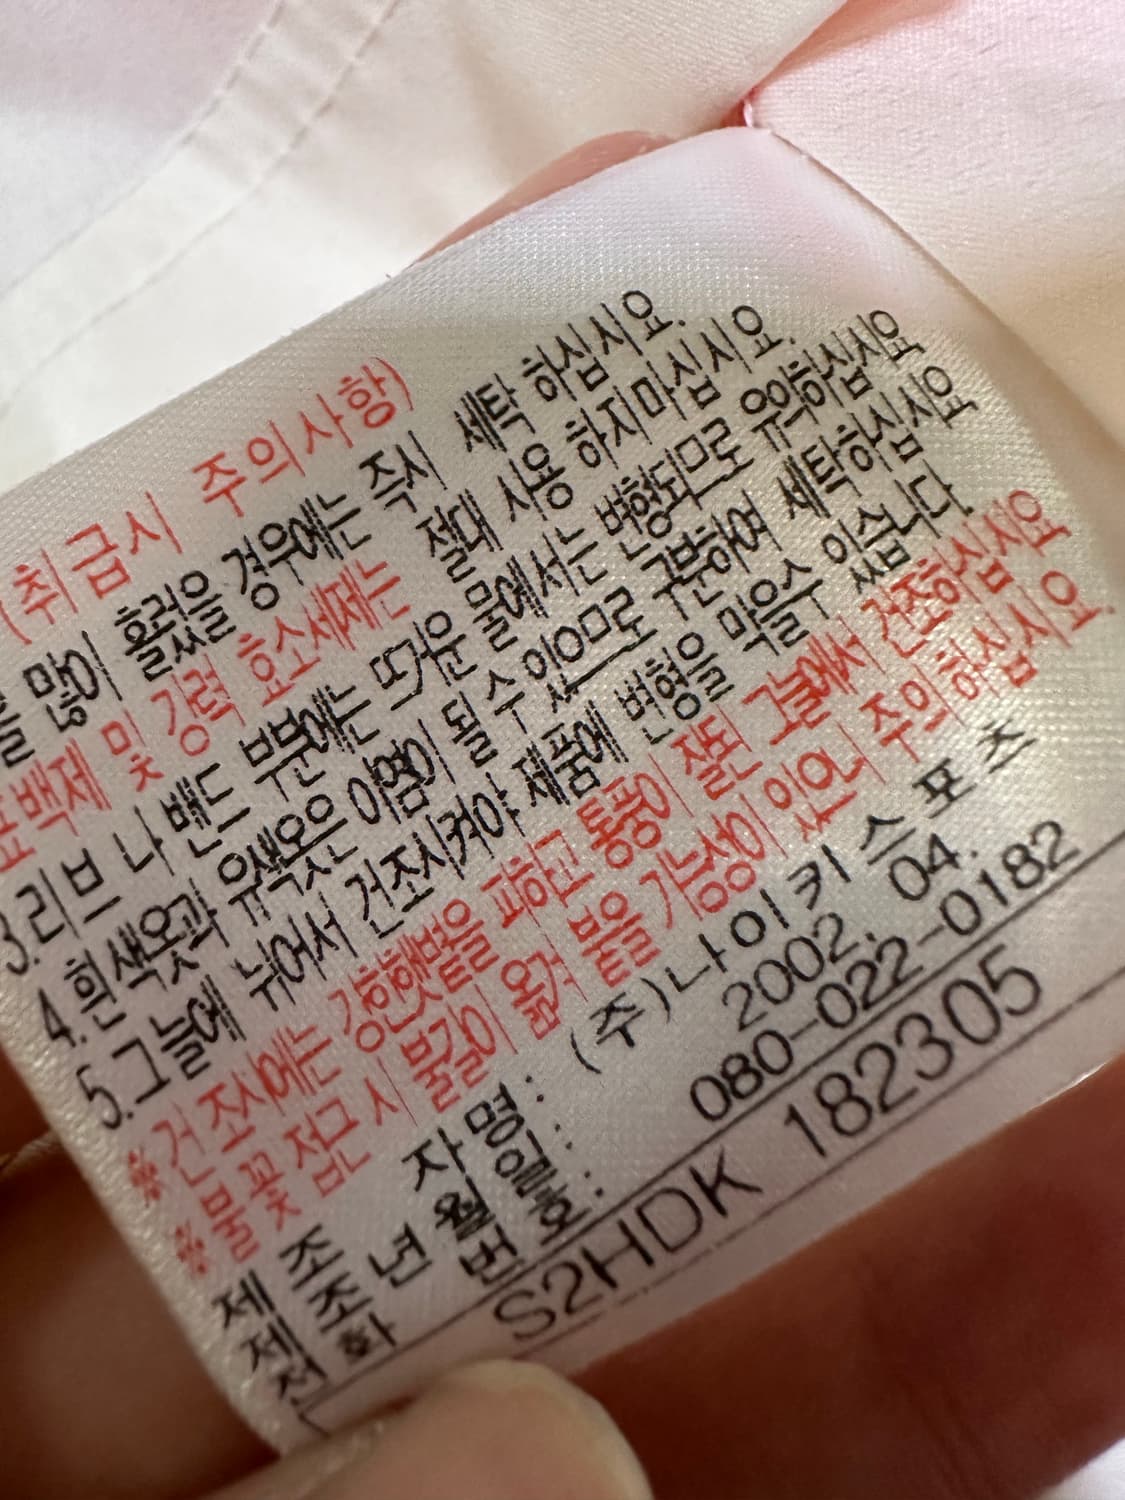 (취급시 주의사항)
많이 흘렸을 경우에는 즉시 세탁 하십시요.
표백제 및 강력 효소세제는 절대 사용 하지마십시요.
3.리브 나 밴드 부분에는 뜨거운 물에서는 변형되므로 유의하십시요
4.흰색옷과 유색옷은 이염이 될 수 있으므로 구분하여 세탁하십시요
5.그늘에 뉘어서 건조시켜야 제품에 변형을 막을수 있습니다.
※건조시에는 강한햇볕을 피하고 통풍이 잘된 그늘에서 건조하십시요
※물꽃 점근시 물길이 옮겨 붙을 가능성이 있으니 주의하십시요.
제 조 자 명: (주)나이키스포츠
제 조 년 월 일: 2002. 04.
전 화 번 호: 080-022-0182
S2HDK 182305